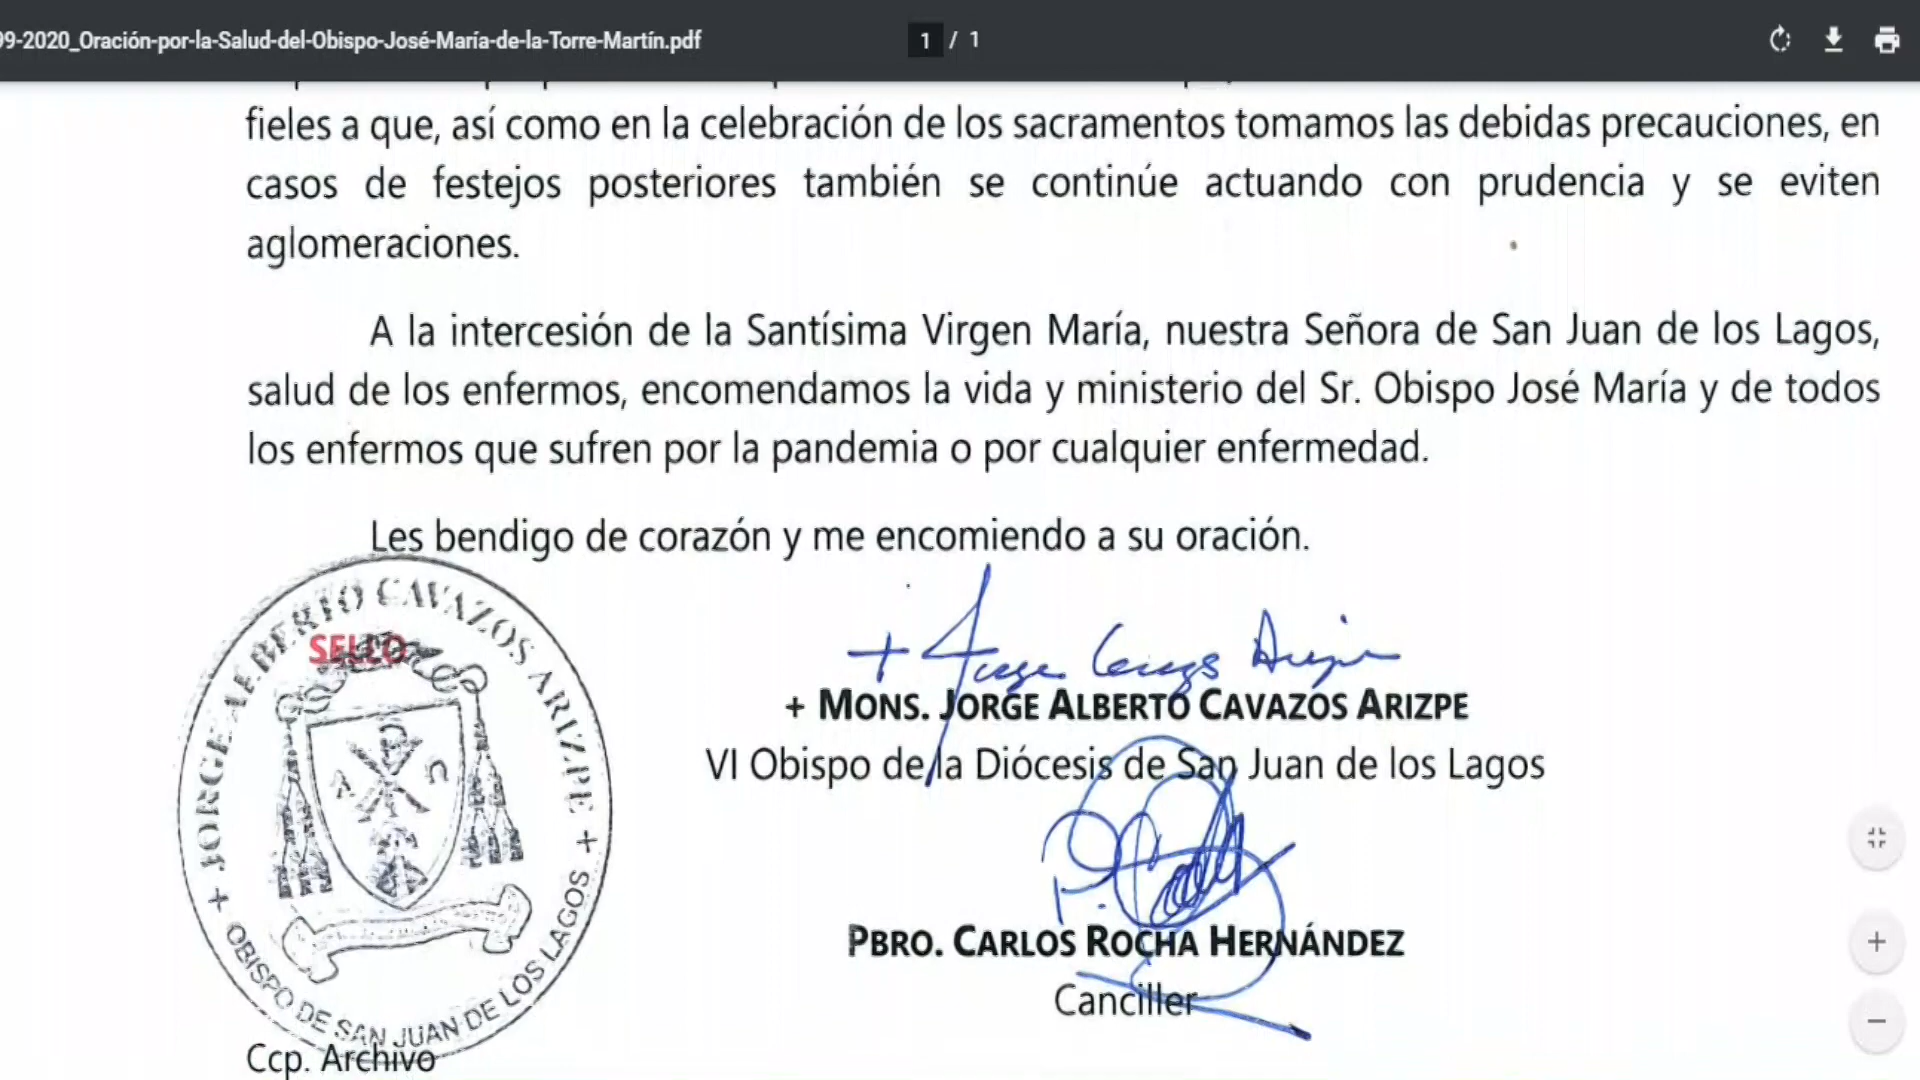 99-2020_Oración-por-la-Salud-del-Obispo-José-María-de-la-Torre-Martín.pdf
1 / 1
fieles a que, así como en la celebración de los sacramentos tomamos las debidas precauciones, en
casos de festejos posteriores también se continúe actuando con prudencia y se eviten
aglomeraciones.
A la intercesión de la Santísima Virgen María, nuestra Señora de San Juan de los Lagos,
salud de los enfermos, encomendamos la vida y ministerio del Sr. Obispo José María y de todos
los enfermos que sufren por la pandemia o por cualquier enfermedad.
Les bendigo de corazón y me encomiendo a su oración.
+ JORGE ALBERTO CAVAZOS ARIZPE +
SELLO
OBISPO DE SAN JUAN DE LOS LAGOS
+ Jorge Cavazos Arizpe
+ MONS. JORGE ALBERTO CAVAZOS ARIZPE
VI Obispo de la Diócesis de San Juan de los Lagos
PBRO. CARLOS ROCHA HERNÁNDEZ
Canciller
Ccp. Archivo